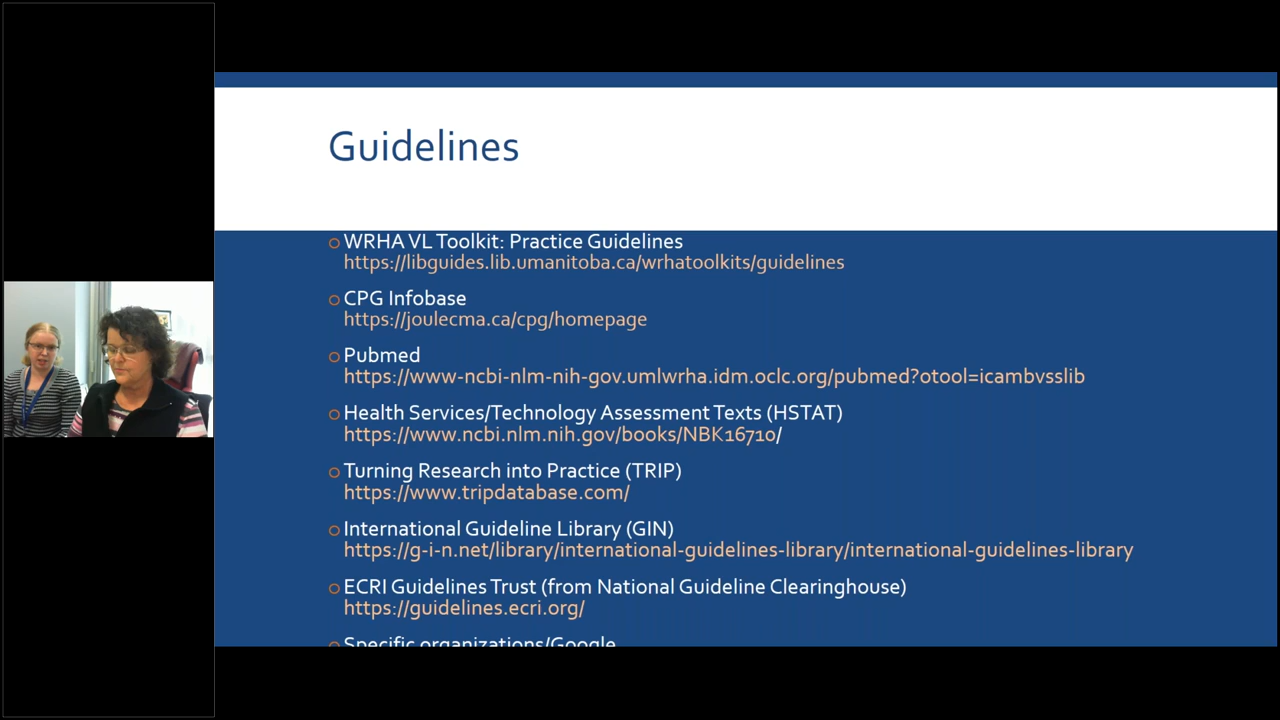 Guidelines
WRHA VL Toolkit: Practice Guidelines
https://libguides.lib.umanitoba.ca/wrhatoolkits/guidelines
CPG Infobase
https://joulecma.ca/cpg/homepage
Pubmed
https://www-ncbi-nlm-nih-gov.umlwrha.idm.oclc.org/pubmed?otool=icambvsslib
Health Services/Technology Assessment Texts (HSTAT)
https://www.ncbi.nlm.nih.gov/books/NBK16710/
Turning Research into Practice (TRIP)
https://www.tripdatabase.com/
International Guideline Library (GIN)
https://g-i-n.net/library/international-guidelines-library/international-guidelines-library
ECRI Guidelines Trust (from National Guideline Clearinghouse)
https://guidelines.ecri.org/
Specific organizations/Google